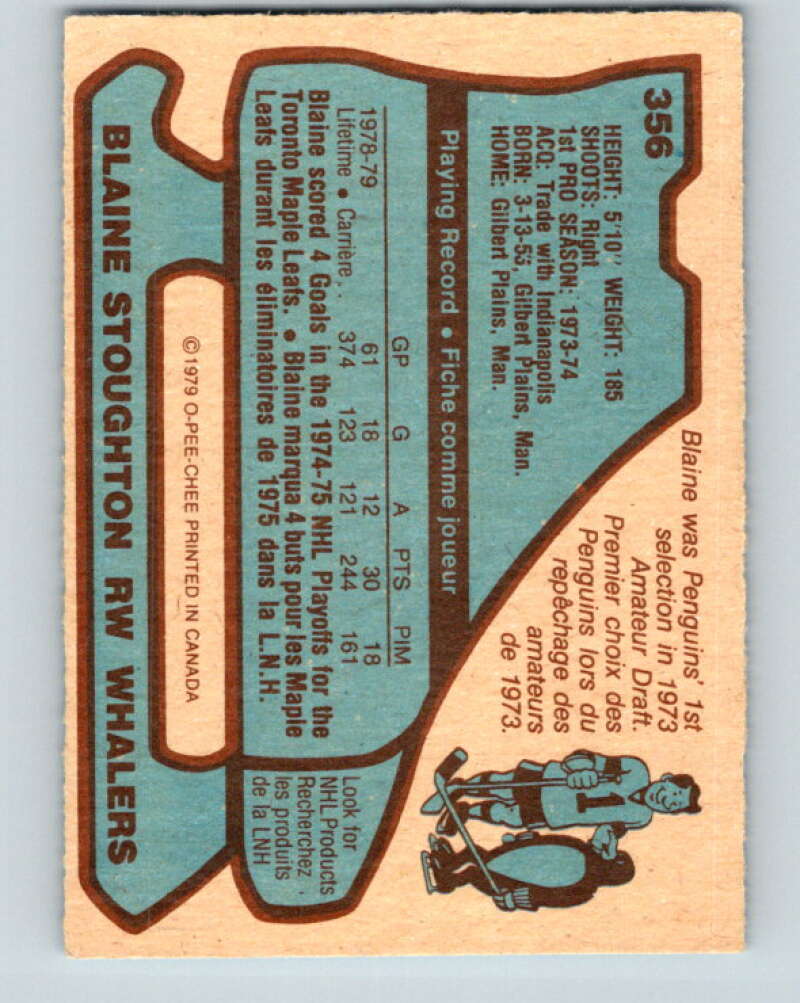 356
HEIGHT: 5'10" WEIGHT: 185
SHOOTS: Right
1st PRO SEASON: 1973-74
ACQ: Trade with Indianapolis
BORN: 3-13-53, Gilbert Plains, Man.
HOME: Gilbert Plains, Man.
Blaine was Penguins' 1st
selection in 1973
Amateur Draft.
Premier choix des
Penguins lors du
repêchage des
amateurs
de 1973.
1
Playing Record • Fiche comme joueur
GP G A PTS PIM
1978-79 61 18 12 30 18
Lifetime • Carrière . . 374 123 121 244 161
Blaine scored 4 Goals in the 1974-75 NHL Playoffs for the
Toronto Maple Leafs. • Blaine marqua 4 buts pour les Maple
Leafs durant les éliminatoires de 1975 dans la L.N.H.
Look for
NHL Products
Recherchez
les produits
de la LNH
© 1979 O-PEE-CHEE PRINTED IN CANADA
BLAINE STOUGHTON RW WHALERS